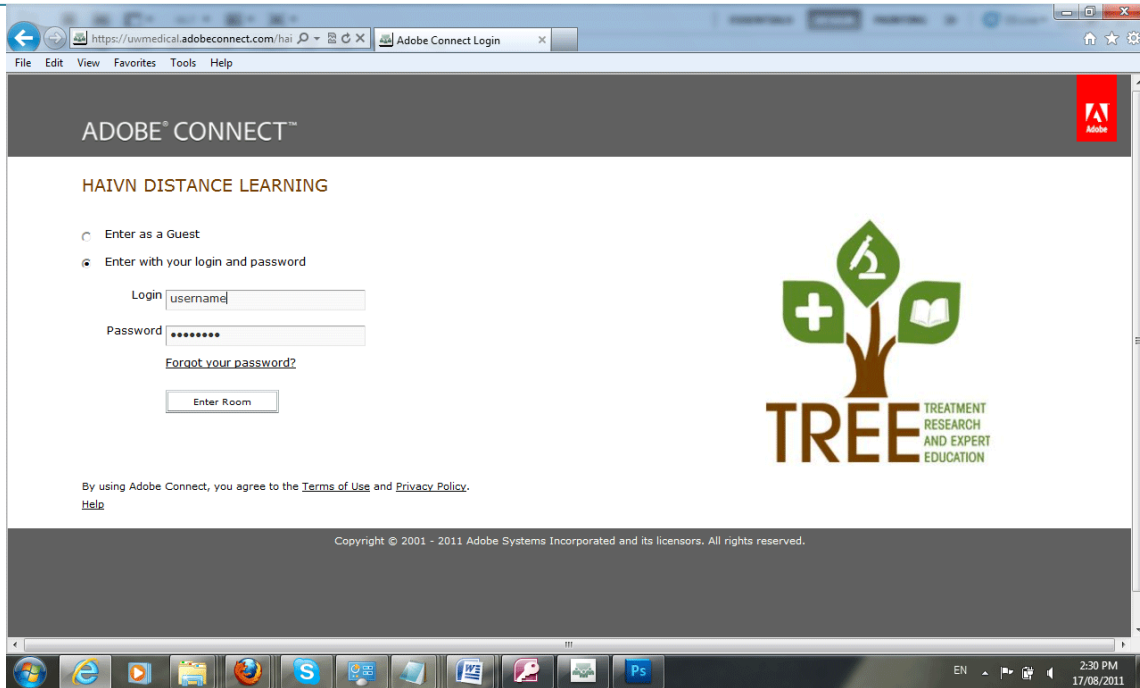 https://uwmedical.adobeconnect.com/hai
Adobe Connect Login
File Edit View Favorites Tools Help
ADOBE® CONNECT™
Adobe
HAIVN DISTANCE LEARNING
Enter as a Guest
Enter with your login and password
Login username
Password ••••••••
Forgot your password?
Enter Room
TREE
TREATMENT
RESEARCH
AND EXPERT
EDUCATION
By using Adobe Connect, you agree to the Terms of Use and Privacy Policy.
Help
Copyright © 2001 - 2011 Adobe Systems Incorporated and its licensors. All rights reserved.
Ps
EN
2:30 PM
17/08/2011